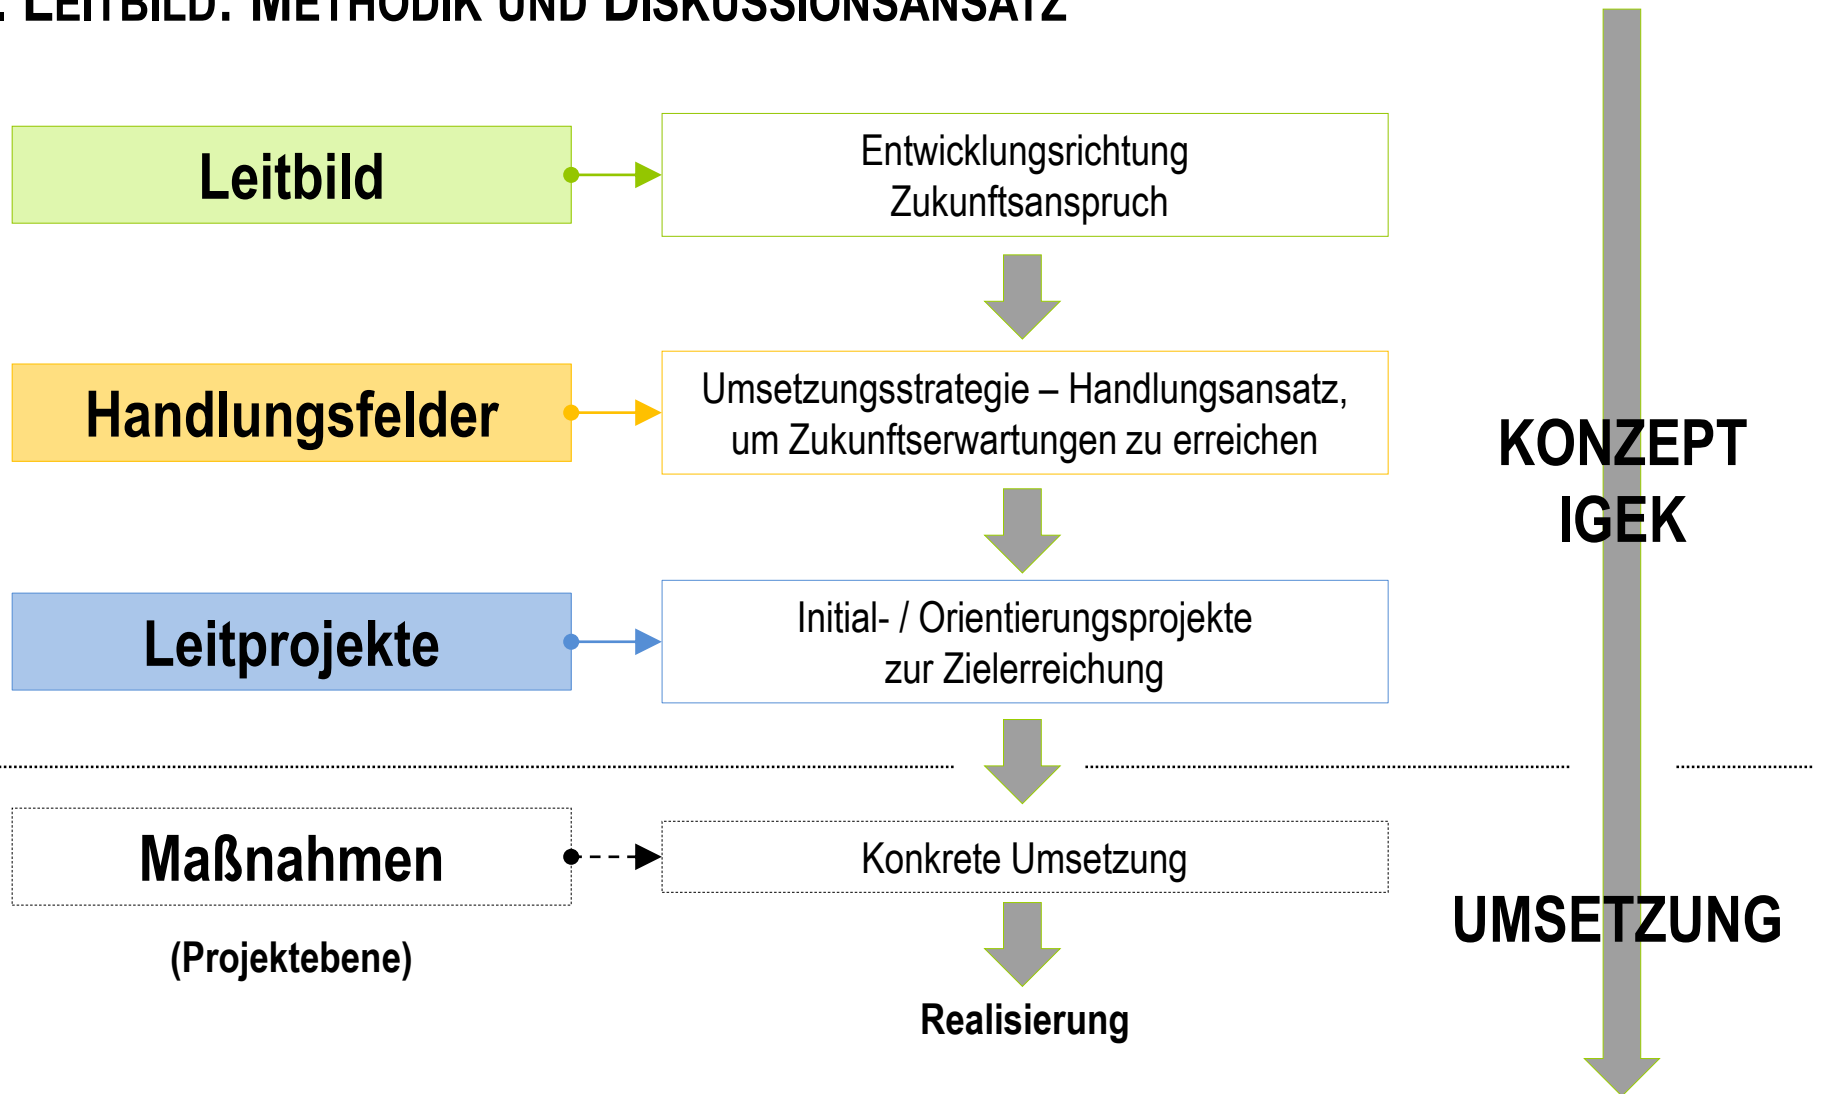 . LEITBILD: METHODIK UND DISKUSSIONSANSATZ
Leitbild
Entwicklungsrichtung
Zukunftsanspruch
Handlungsfelder
Umsetzungsstrategie – Handlungsansatz,
um Zukunftserwartungen zu erreichen
KONZEPT
IGEK
Leitprojekte
Initial- / Orientierungsprojekte
zur Zielerreichung
Maßnahmen
(Projektebene)
Konkrete Umsetzung
UMSETZUNG
Realisierung